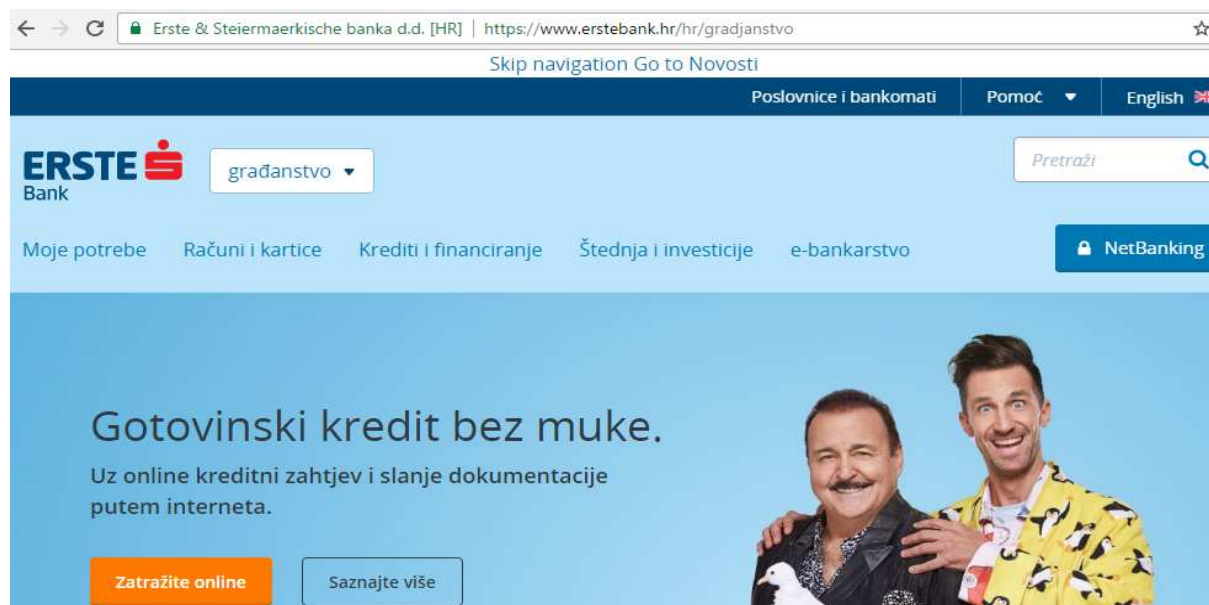 Erste & Steiermaerkische banka d.d. [HR] | https://www.erstebank.hr/hr/gradjanstvo
Skip navigation Go to Novosti
Poslovnice i bankomati Pomoć English
ERSTE
Bank
građanstvo
Pretraži
Moje potrebe Računi i kartice Krediti i financiranje Štednja i investicije e-bankarstvo NetBanking
Gotovinski kredit bez muke.
Uz online kreditni zahtjev i slanje dokumentacije
putem interneta.
Zatražite online Saznajte više